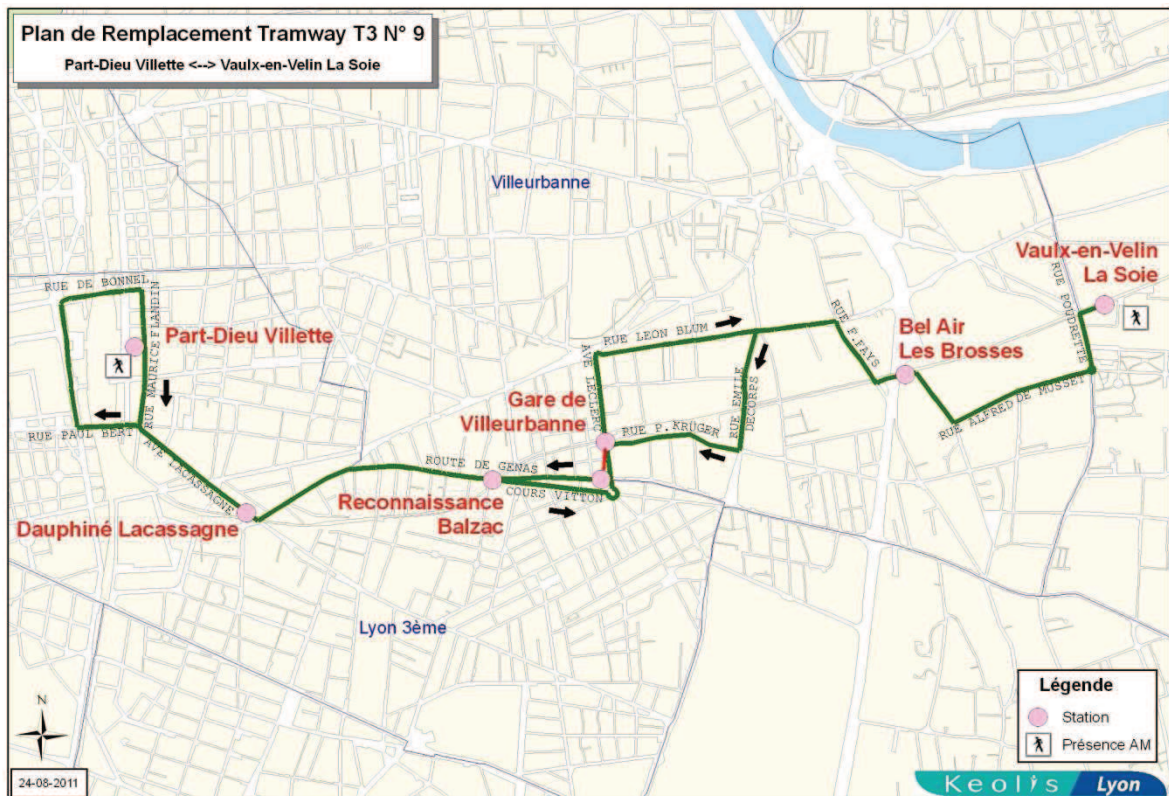 Plan de Remplacement Tramway T3 N° 9
Part-Dieu Villette <--> Vaulx-en-Velin La Soie
Villeurbanne
Vaulx-en-Velin
La Soie
RUE DE BONNEL
RUE MAURICE FLANDIN
Part-Dieu Villette
RUE POUDRETTE
RUE LEON BLUM
RUE F.FAYS
Bel Air
Les Brosses
AVE LECLERC
RUE EMILE
DECORPS
Gare de
Villeurbanne
RUE P.KRÜGER
RUE ALFRED DE MUSSET
RUE PAUL BERT
AVE LACASSAGNE
ROUTE DE GENAS
COURS VITTON
Reconnaissance
Balzac
Dauphiné Lacassagne
Lyon 3ème
Légende
Station
Présence AM
N
24-08-2011
Keolis Lyon